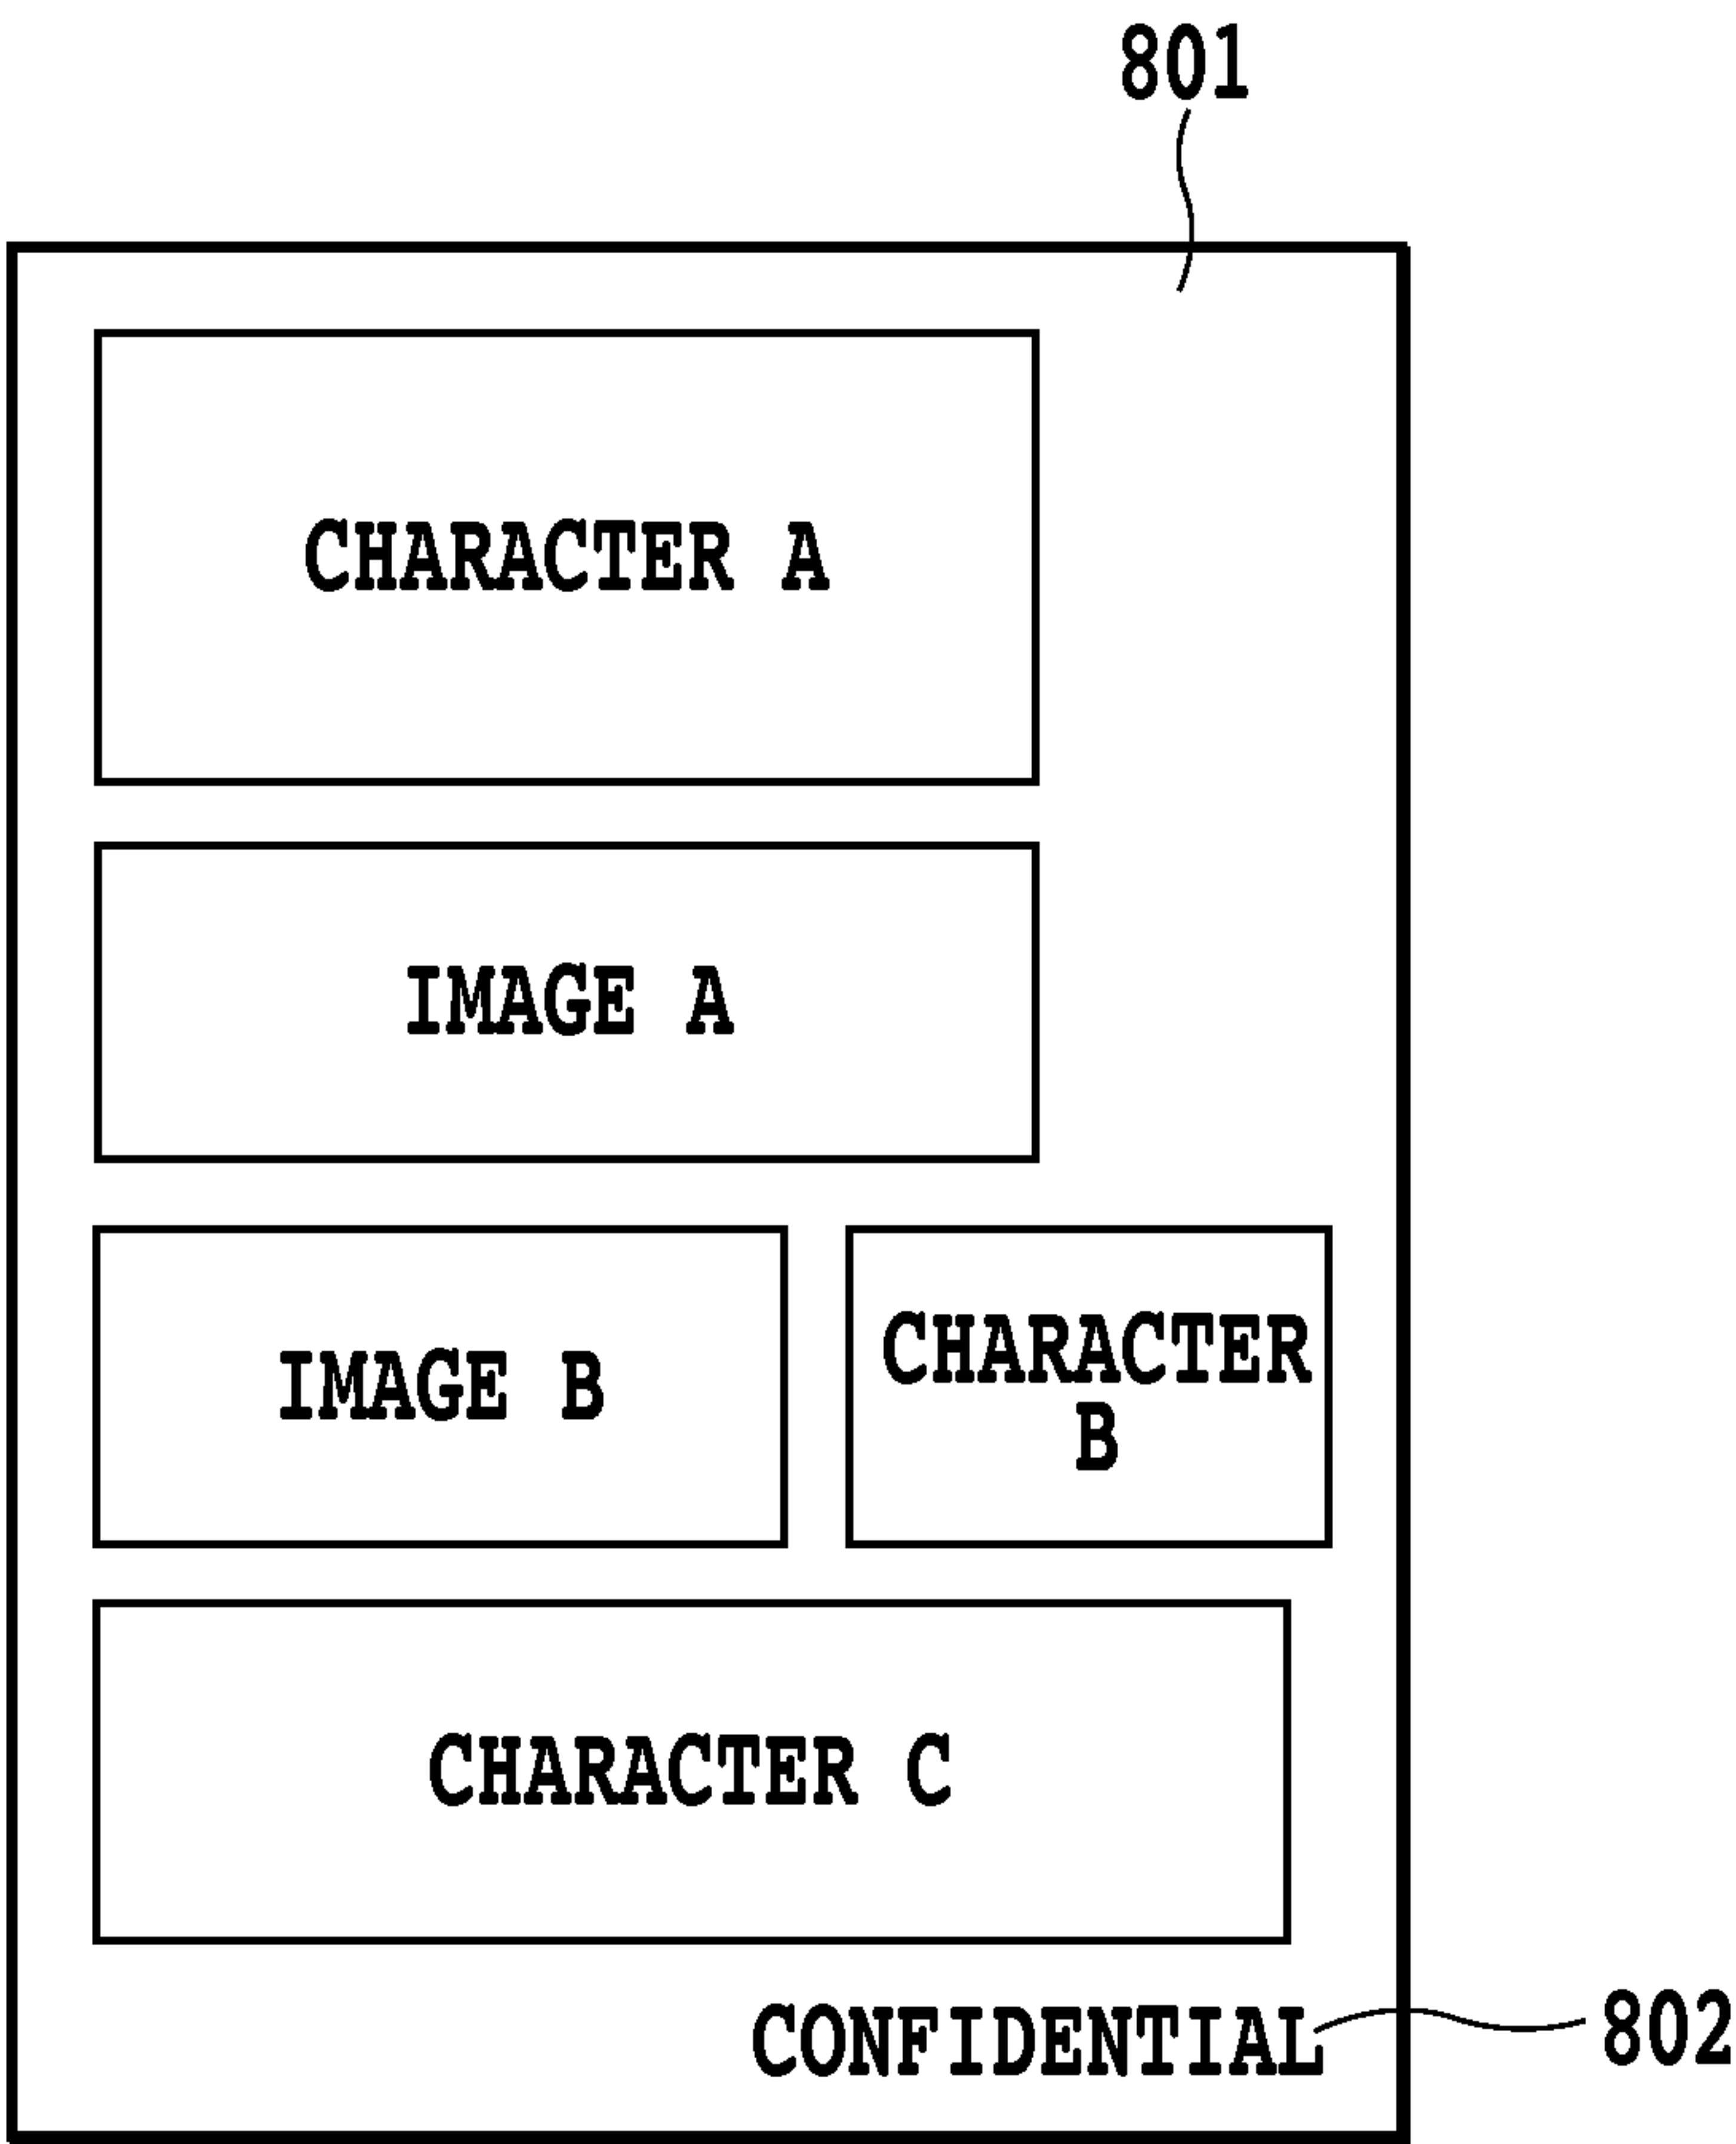 801
CHARACTER A
IMAGE A
IMAGE B
CHARACTER
B
CHARACTER C
CONFIDENTIAL
802